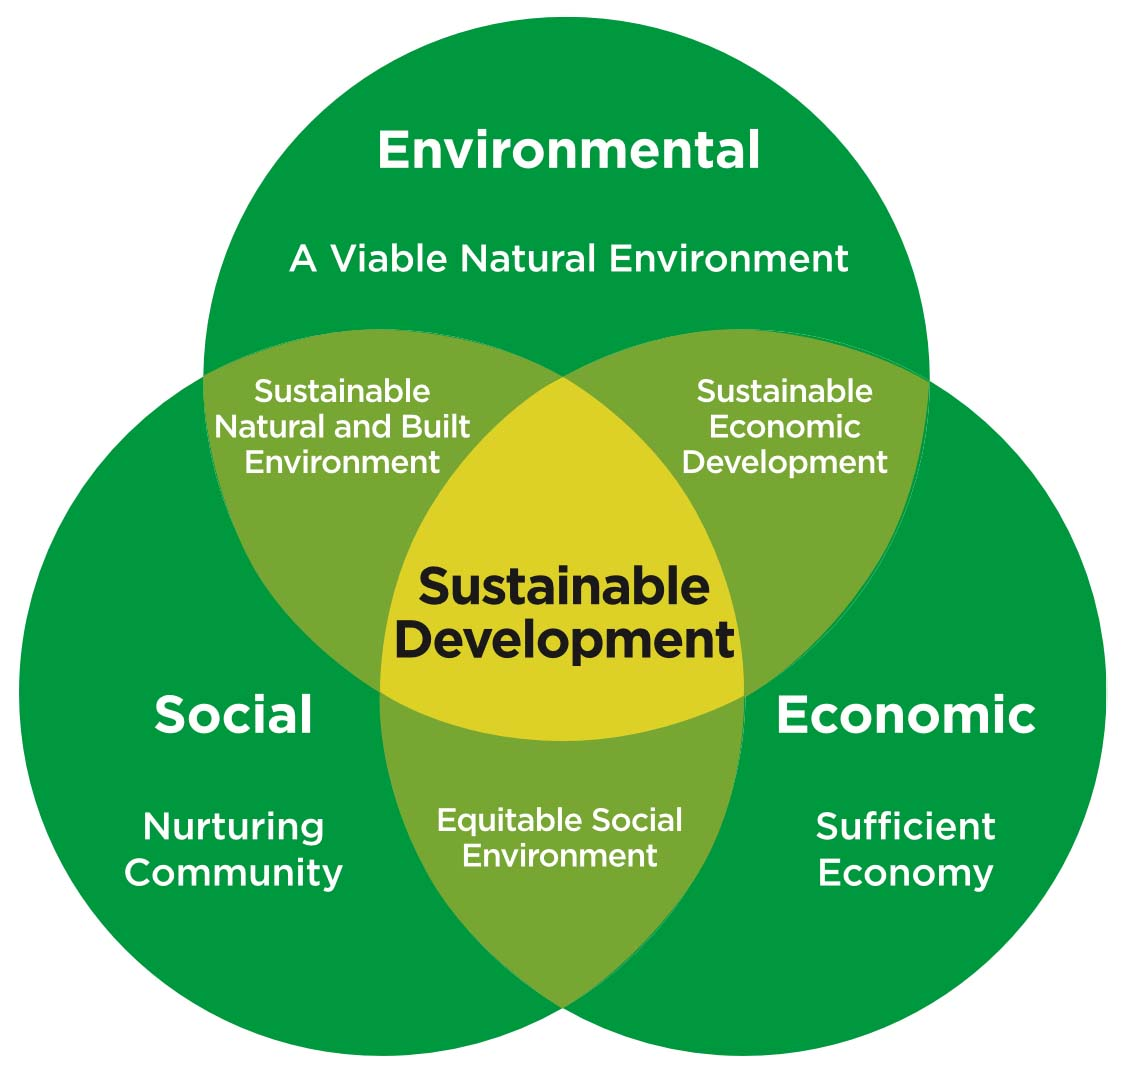 Environmental
A Viable Natural Environment
Sustainable
Natural and Built
Environment
Sustainable
Economic
Development
Sustainable
Development
Social
Nurturing
Community
Economic
Sufficient
Economy
Equitable Social
Environment